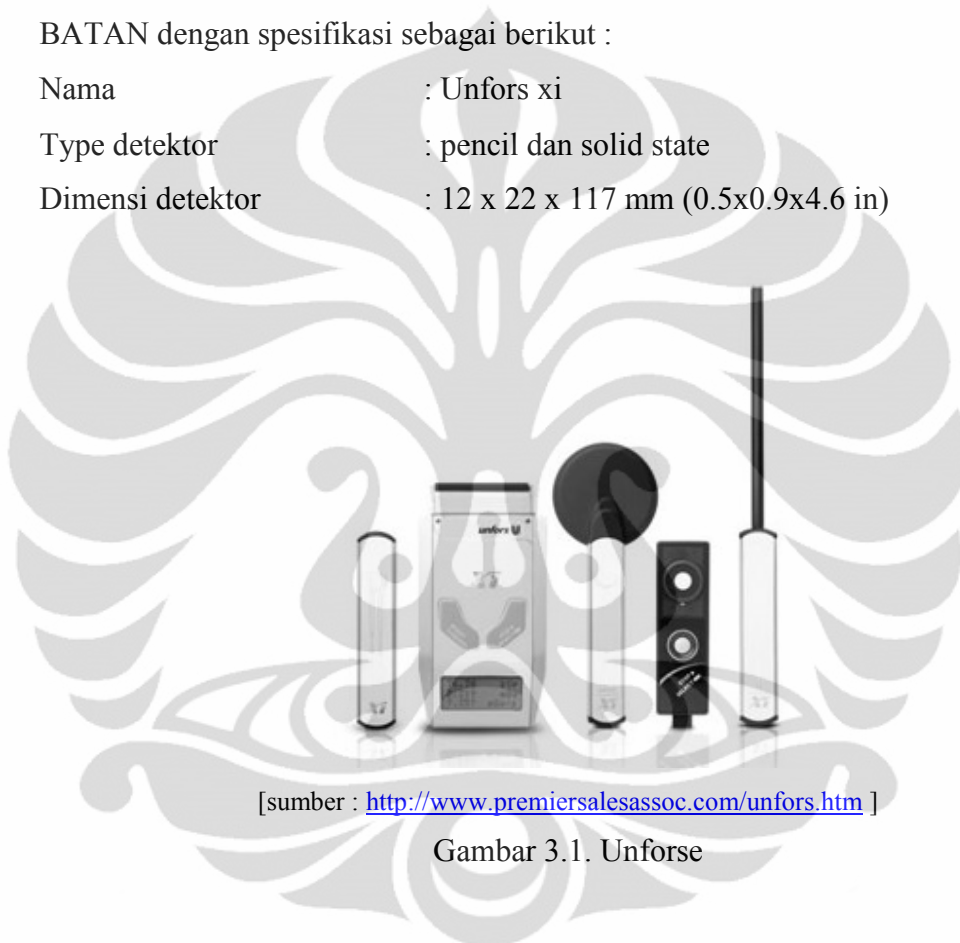 BATAN dengan spesifikasi sebagai berikut :
Nama : Unfors xi
Type detektor : pencil dan solid state
Dimensi detektor : 12 x 22 x 117 mm (0.5x0.9x4.6 in)
unfors
[sumber : http://www.premiersalesassoc.com/unfors.htm ]
Gambar 3.1. Unforse